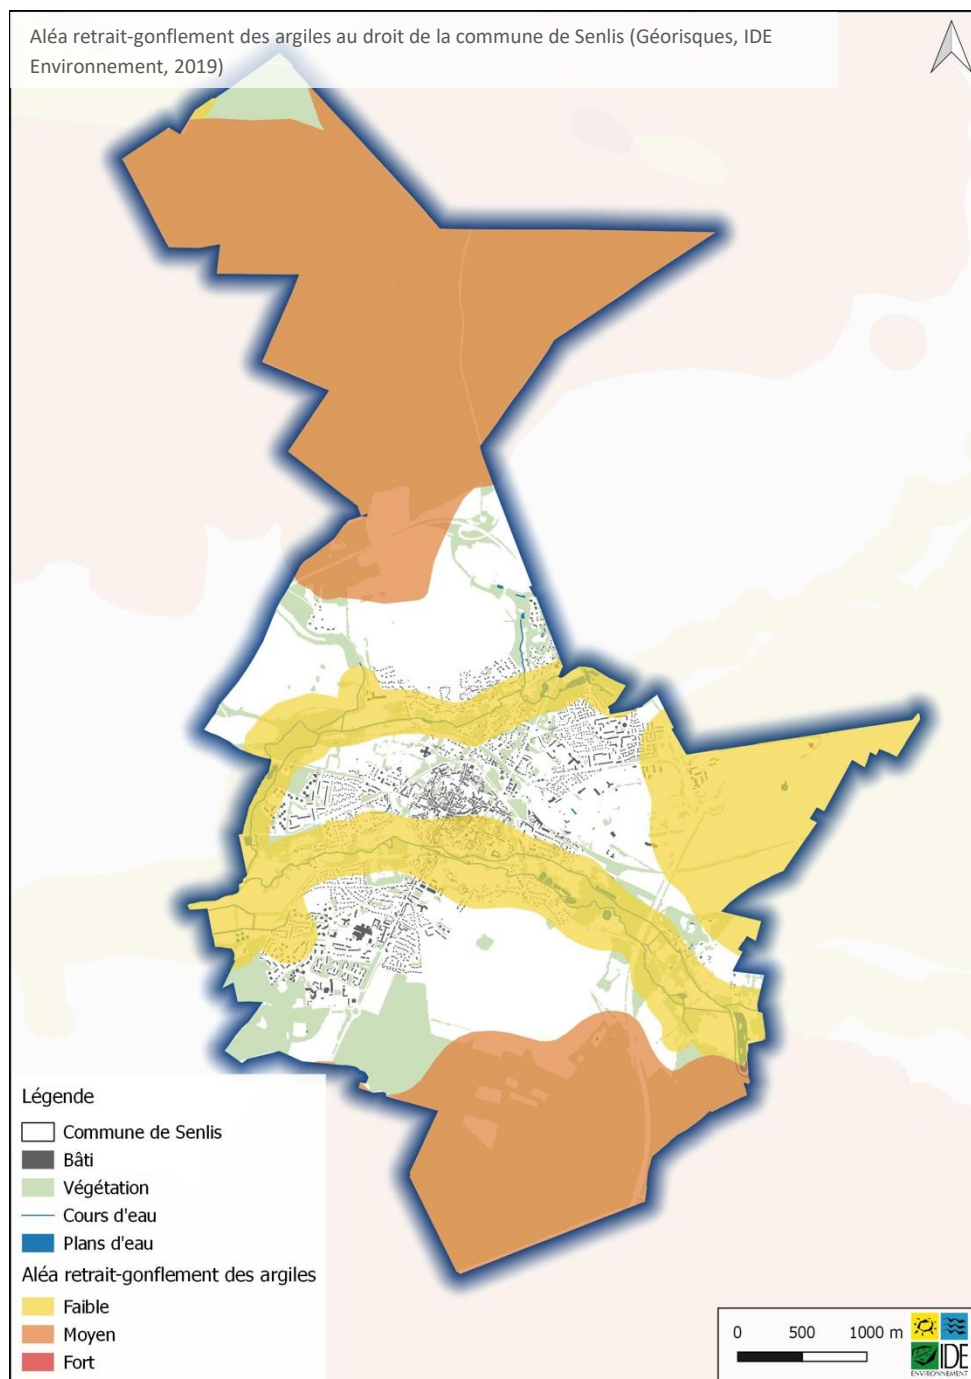 Aléa retrait-gonflement des argiles au droit de la commune de Senlis (Géorisques, IDE
Environnement, 2019)
Légende
Commune de Senlis
Bâti
Végétation
Cours d'eau
Plans d'eau
Aléa retrait-gonflement des argiles
Faible
Moyen
Fort
0 500 1000 m
IDE
ENVIRONNEMENT